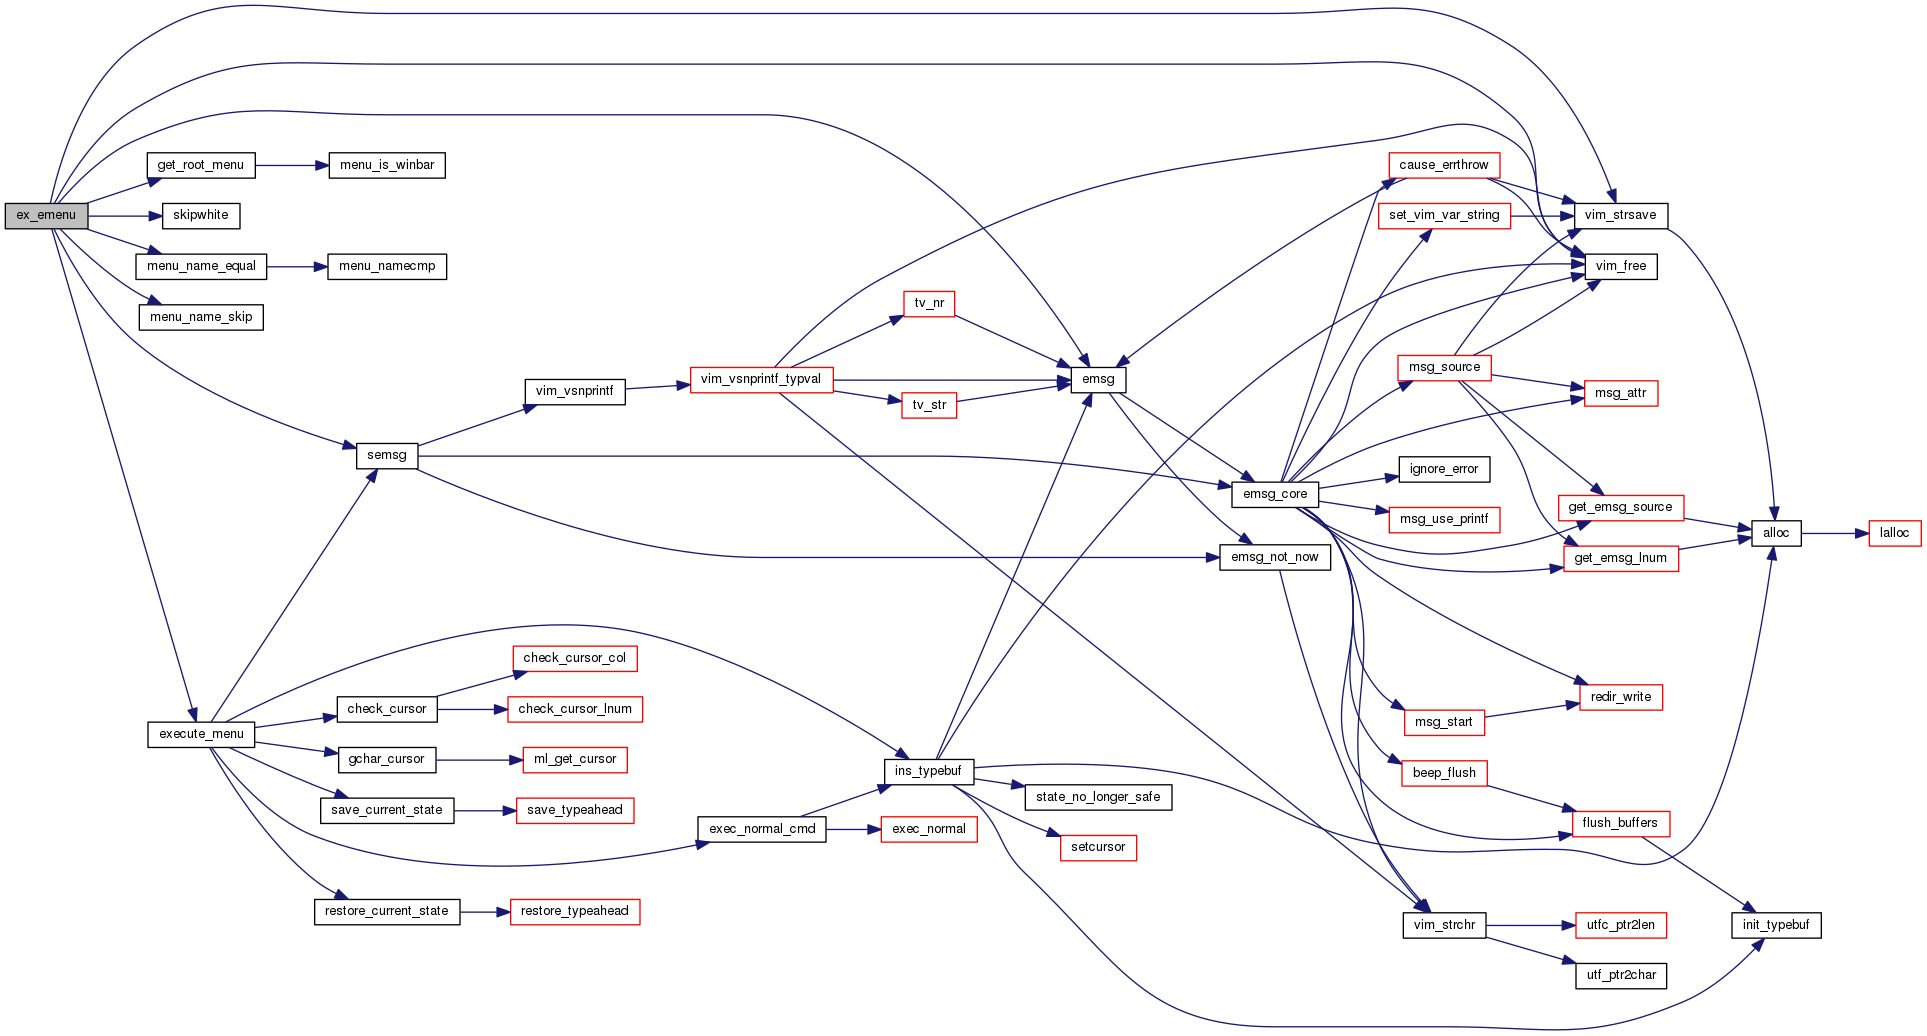 ex_emenu
get_root_menu
menu_is_winbar
skipwhite
menu_name_equal
menu_namecmp
menu_name_skip
semsg
vim_vsnprintf
vim_vsnprintf_typval
tv_nr
tv_str
emsg
emsg_core
emsg_not_now
cause_errthrow
set_vim_var_string
vim_strsave
vim_free
msg_source
msg_attr
ignore_error
msg_use_printf
get_emsg_source
get_emsg_lnum
alloc
lalloc
redir_write
msg_start
beep_flush
flush_buffers
init_typebuf
vim_strchr
utfc_ptr2len
utf_ptr2char
execute_menu
check_cursor
check_cursor_col
check_cursor_lnum
gchar_cursor
ml_get_cursor
save_current_state
save_typeahead
exec_normal_cmd
exec_normal
ins_typebuf
state_no_longer_safe
setcursor
restore_current_state
restore_typeahead